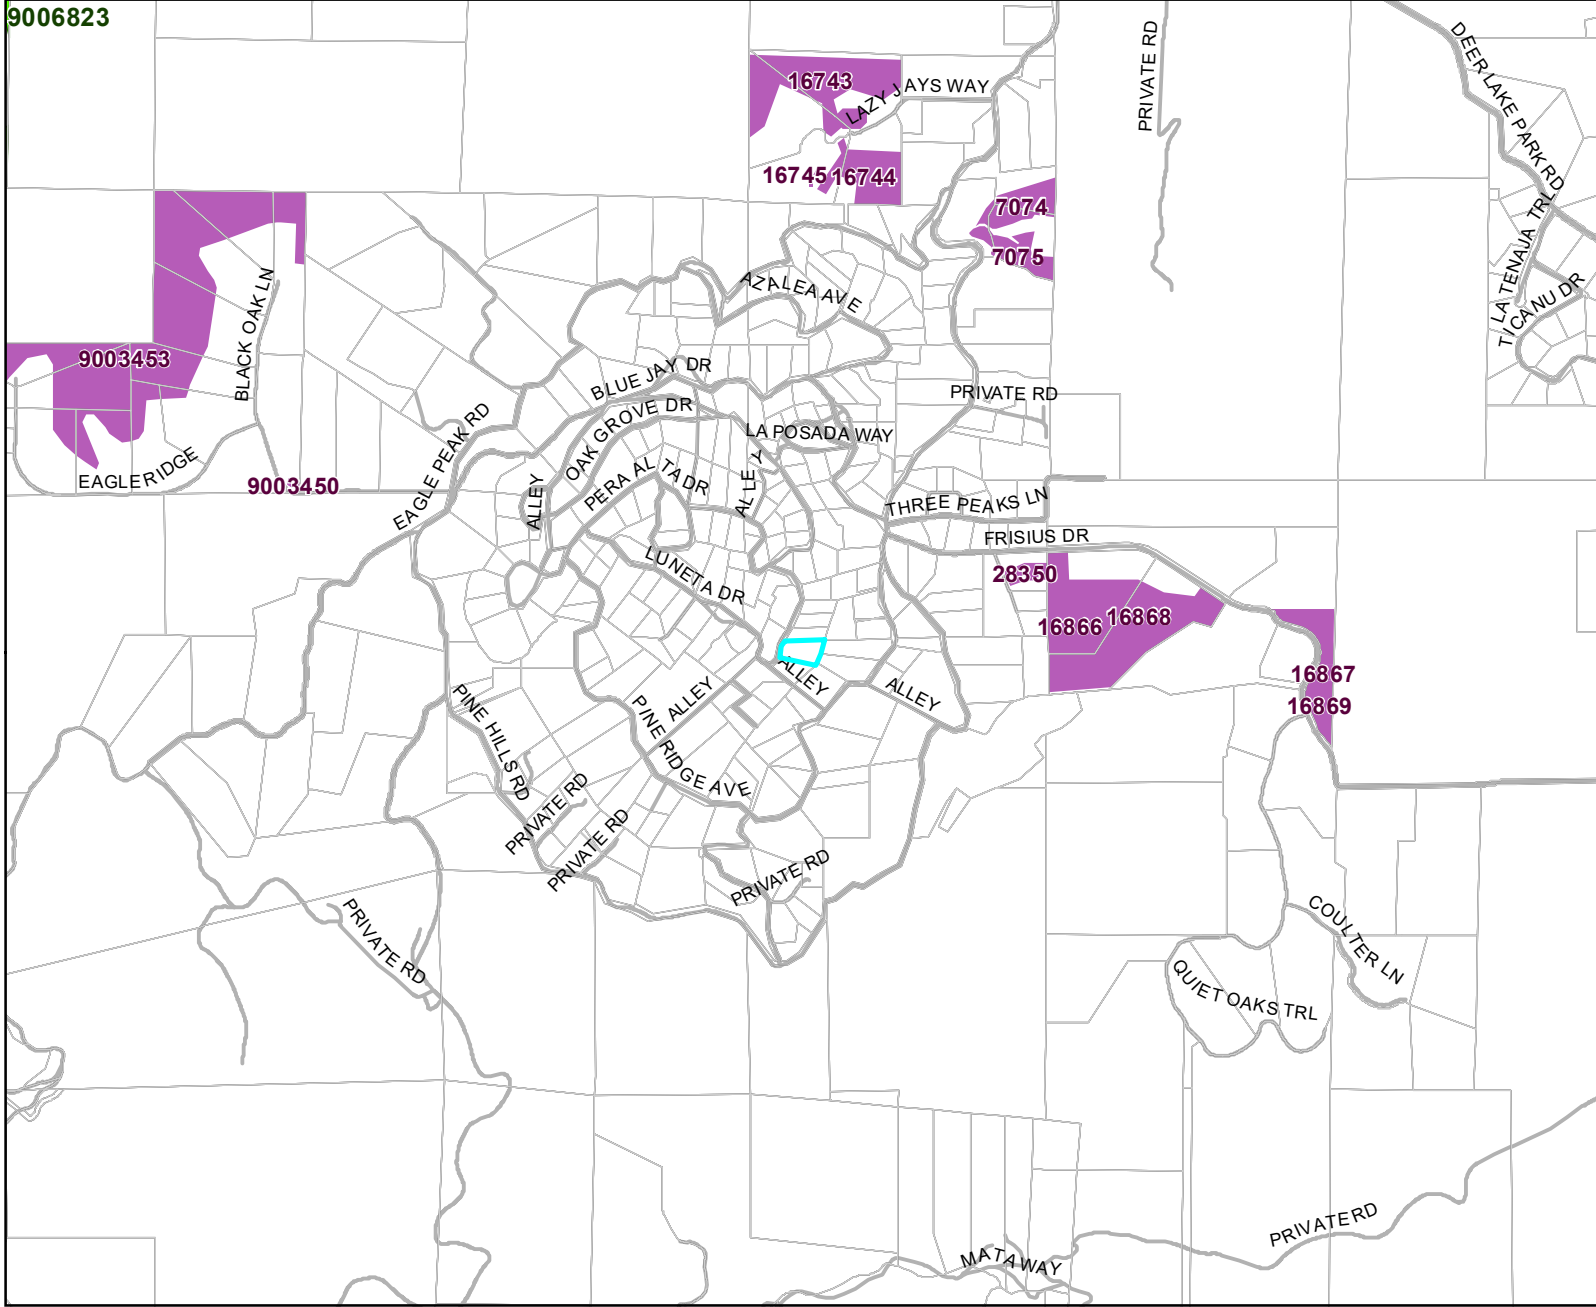 9006823
PRIVATE RD
DEER LAKE PARK RD
16743
LAZY JAYS WAY
16745
16744
7074
7075
LA TENAJA TRL
TICANU DR
AZALEA AVE
BLACK OAK LN
9003453
BLUE JAY DR
OAK GROVE DR
PRIVATE RD
LA POSADA WAY
EAGLE PEAK RD
EAGLERIDGE
9003450
ALLEY
PERA ALTA DR
ALLEY
THREE PEAKS LN
FRISIUS DR
LUNETA DR
28350
16866
16868
16867
16869
ALLEY
ALLEY
ALLEY
PINE HILLS RD
PINE RIDGE AVE
PRIVATE RD
PRIVATE RD
PRIVATE RD
PRIVATE RD
COULTER LN
QUIET OAKS TRL
PRIVATE RD
MATAWAY